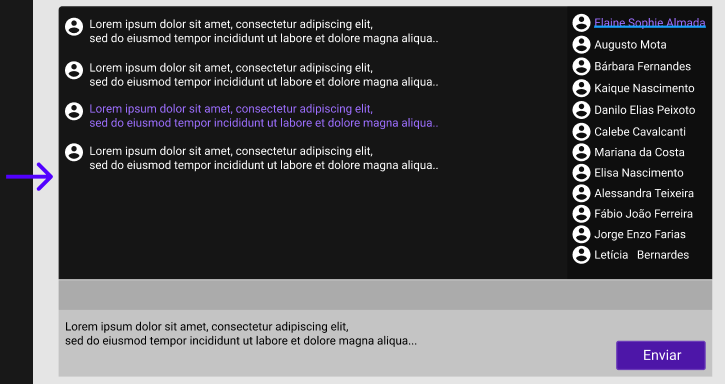 Lorem ipsum dolor sit amet, consectetur adipiscing elit,
sed do eiusmod tempor incididunt ut labore et dolore magna aliqua..
Lorem ipsum dolor sit amet, consectetur adipiscing elit,
sed do eiusmod tempor incididunt ut labore et dolore magna aliqua..
Lorem ipsum dolor sit amet, consectetur adipiscing elit,
sed do eiusmod tempor incididunt ut labore et dolore magna aliqua..
Lorem ipsum dolor sit amet, consectetur adipiscing elit,
sed do eiusmod tempor incididunt ut labore et dolore magna aliqua..
Elaine Sophie Almada
Augusto Mota
Bárbara Fernandes
Kaique Nascimento
Danilo Elias Peixoto
Calebe Cavalcanti
Mariana da Costa
Elisa Nascimento
Alessandra Teixeira
Fábio João Ferreira
Jorge Enzo Farias
Letícia Bernardes
Lorem ipsum dolor sit amet, consectetur adipiscing elit,
sed do eiusmod tempor incididunt ut labore et dolore magna aliqua...
Enviar